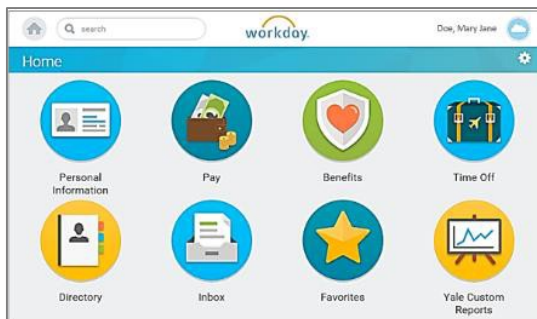 search
workday.
Doe, Mary Jane
Home
Personal
Information
Pay
Benefits
Time Off
Directory
Inbox
Favorites
Yale Custom
Reports